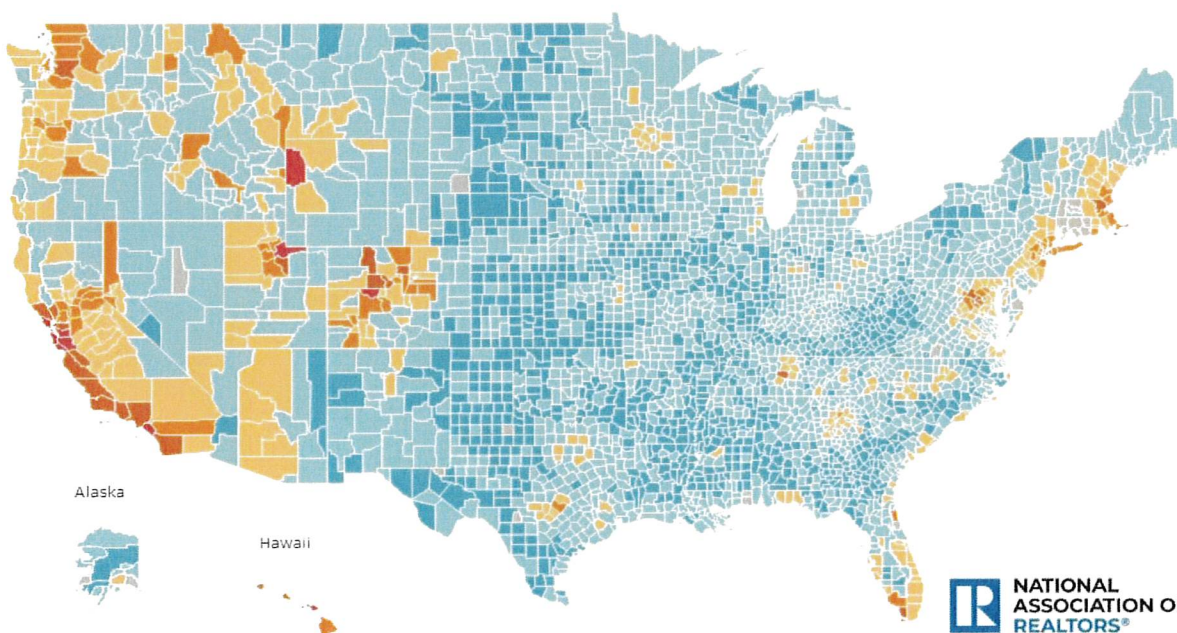 Alaska
Hawaii
NATIONAL
ASSOCIATION O
REALTORS®